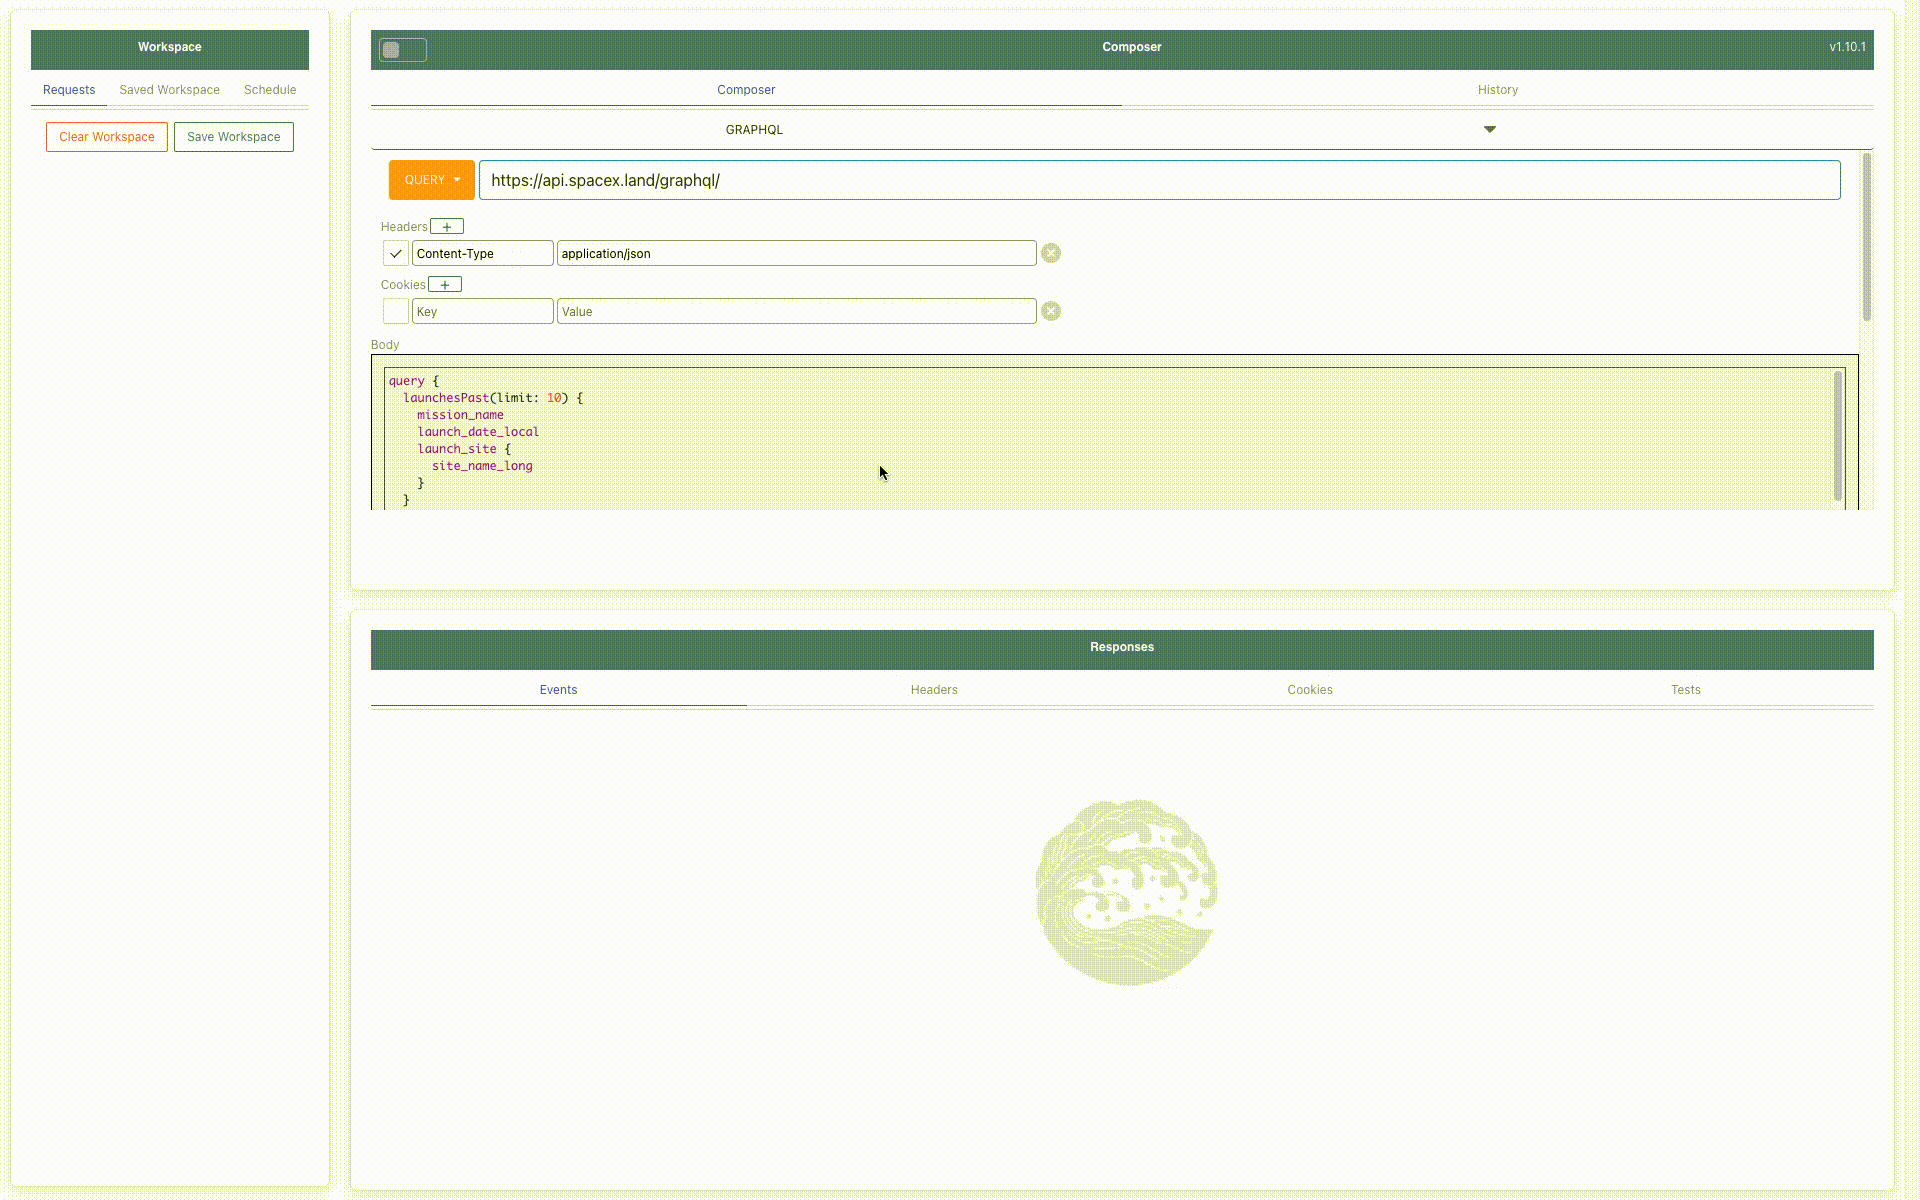 Workspace
Requests Saved Workspace Schedule
Clear Workspace Save Workspace
Composer v1.10.1
Composer History
GRAPHQL
QUERY https://api.spacex.land/graphql/
Headers +
Content-Type application/json
Cookies +
Key Value
Body
query {
  launchesPast(limit: 10) {
    mission_name
    launch_date_local
    launch_site {
      site_name_long
    }
  }
Responses
Events Headers Cookies Tests